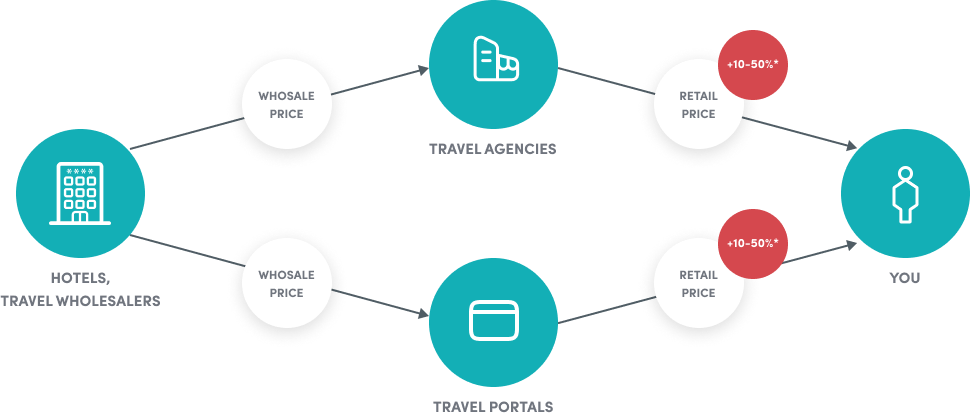 WHOSALE
PRICE
TRAVEL AGENCIES
RETAIL
PRICE
+10-50%*
****
HOTELS,
TRAVEL WHOLESALERS
WHOSALE
PRICE
TRAVEL PORTALS
RETAIL
PRICE
+10-50%*
YOU